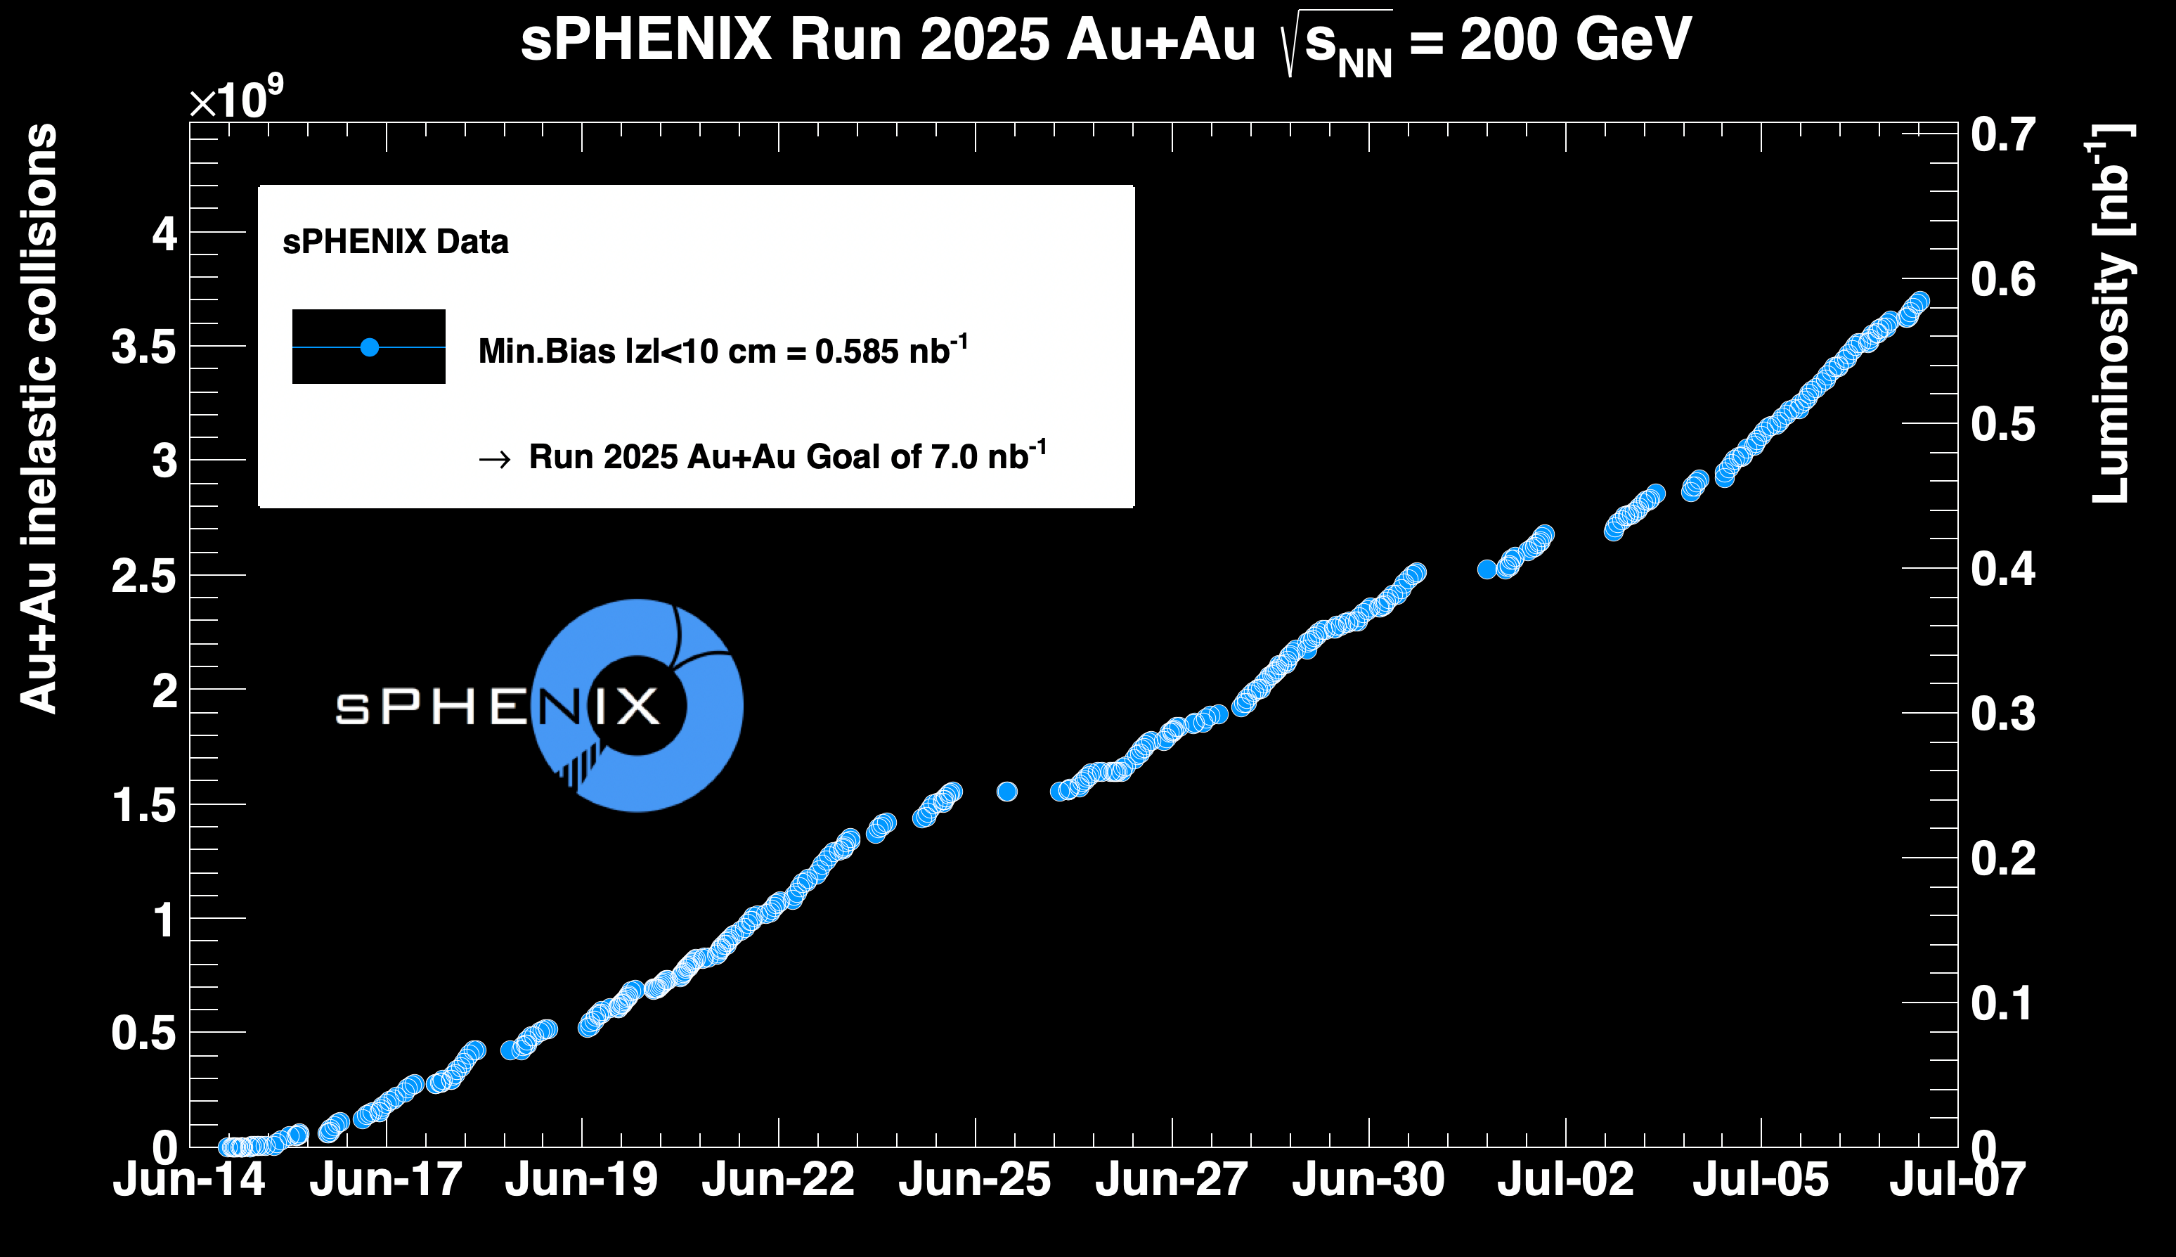 sPHENIX Run 2025 Au+Au √sNN = 200 GeV
×10⁹
Au+Au inelastic collisions
4
3.5
3
2.5
2
1.5
1
0.5
0
sPHENIX Data
Min.Bias |z|<10 cm = 0.585 nb⁻¹
→ Run 2025 Au+Au Goal of 7.0 nb⁻¹
sPHENIX
0.7
0.6
0.5
0.4
0.3
0.2
0.1
0
Luminosity [nb⁻¹]
Jun-14 Jun-17 Jun-19 Jun-22 Jun-25 Jun-27 Jun-30 Jul-02 Jul-05 Jul-07